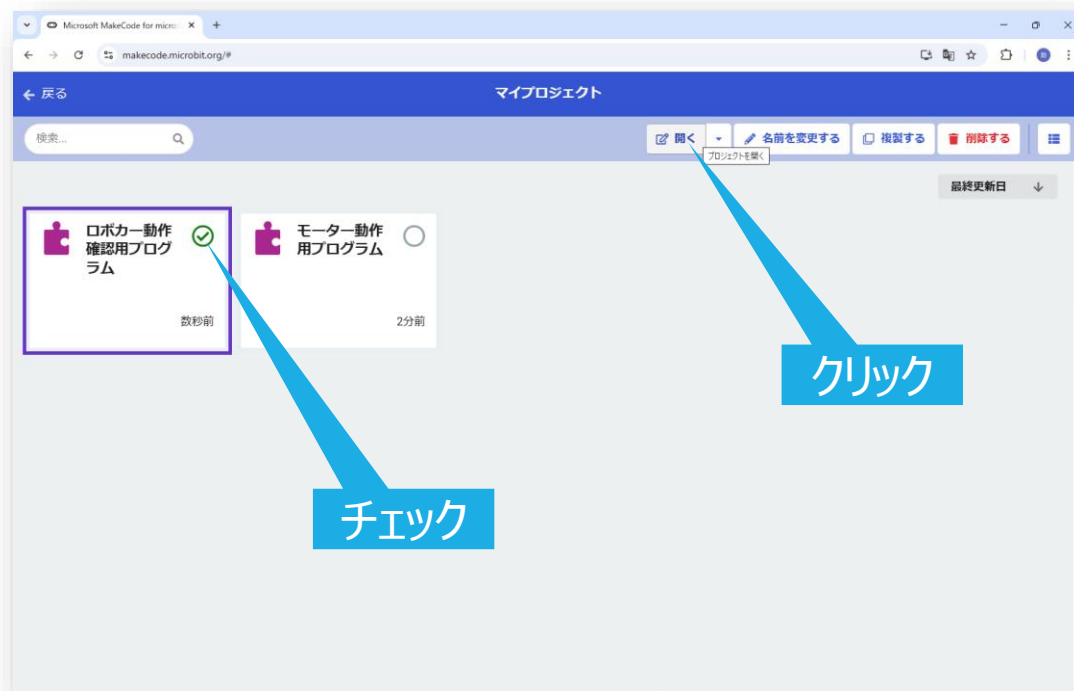 Microsoft MakeCode for micro:
makecode.microbit.org/#
戻る
マイプロジェクト
検索...
開く
名前を変更する
複製する
削除する
プロジェクトを開く
最終更新日
ロボカー動作
確認用プログ
ラム
数秒前
モーター動作
用プログラム
2分前
クリック
チェック